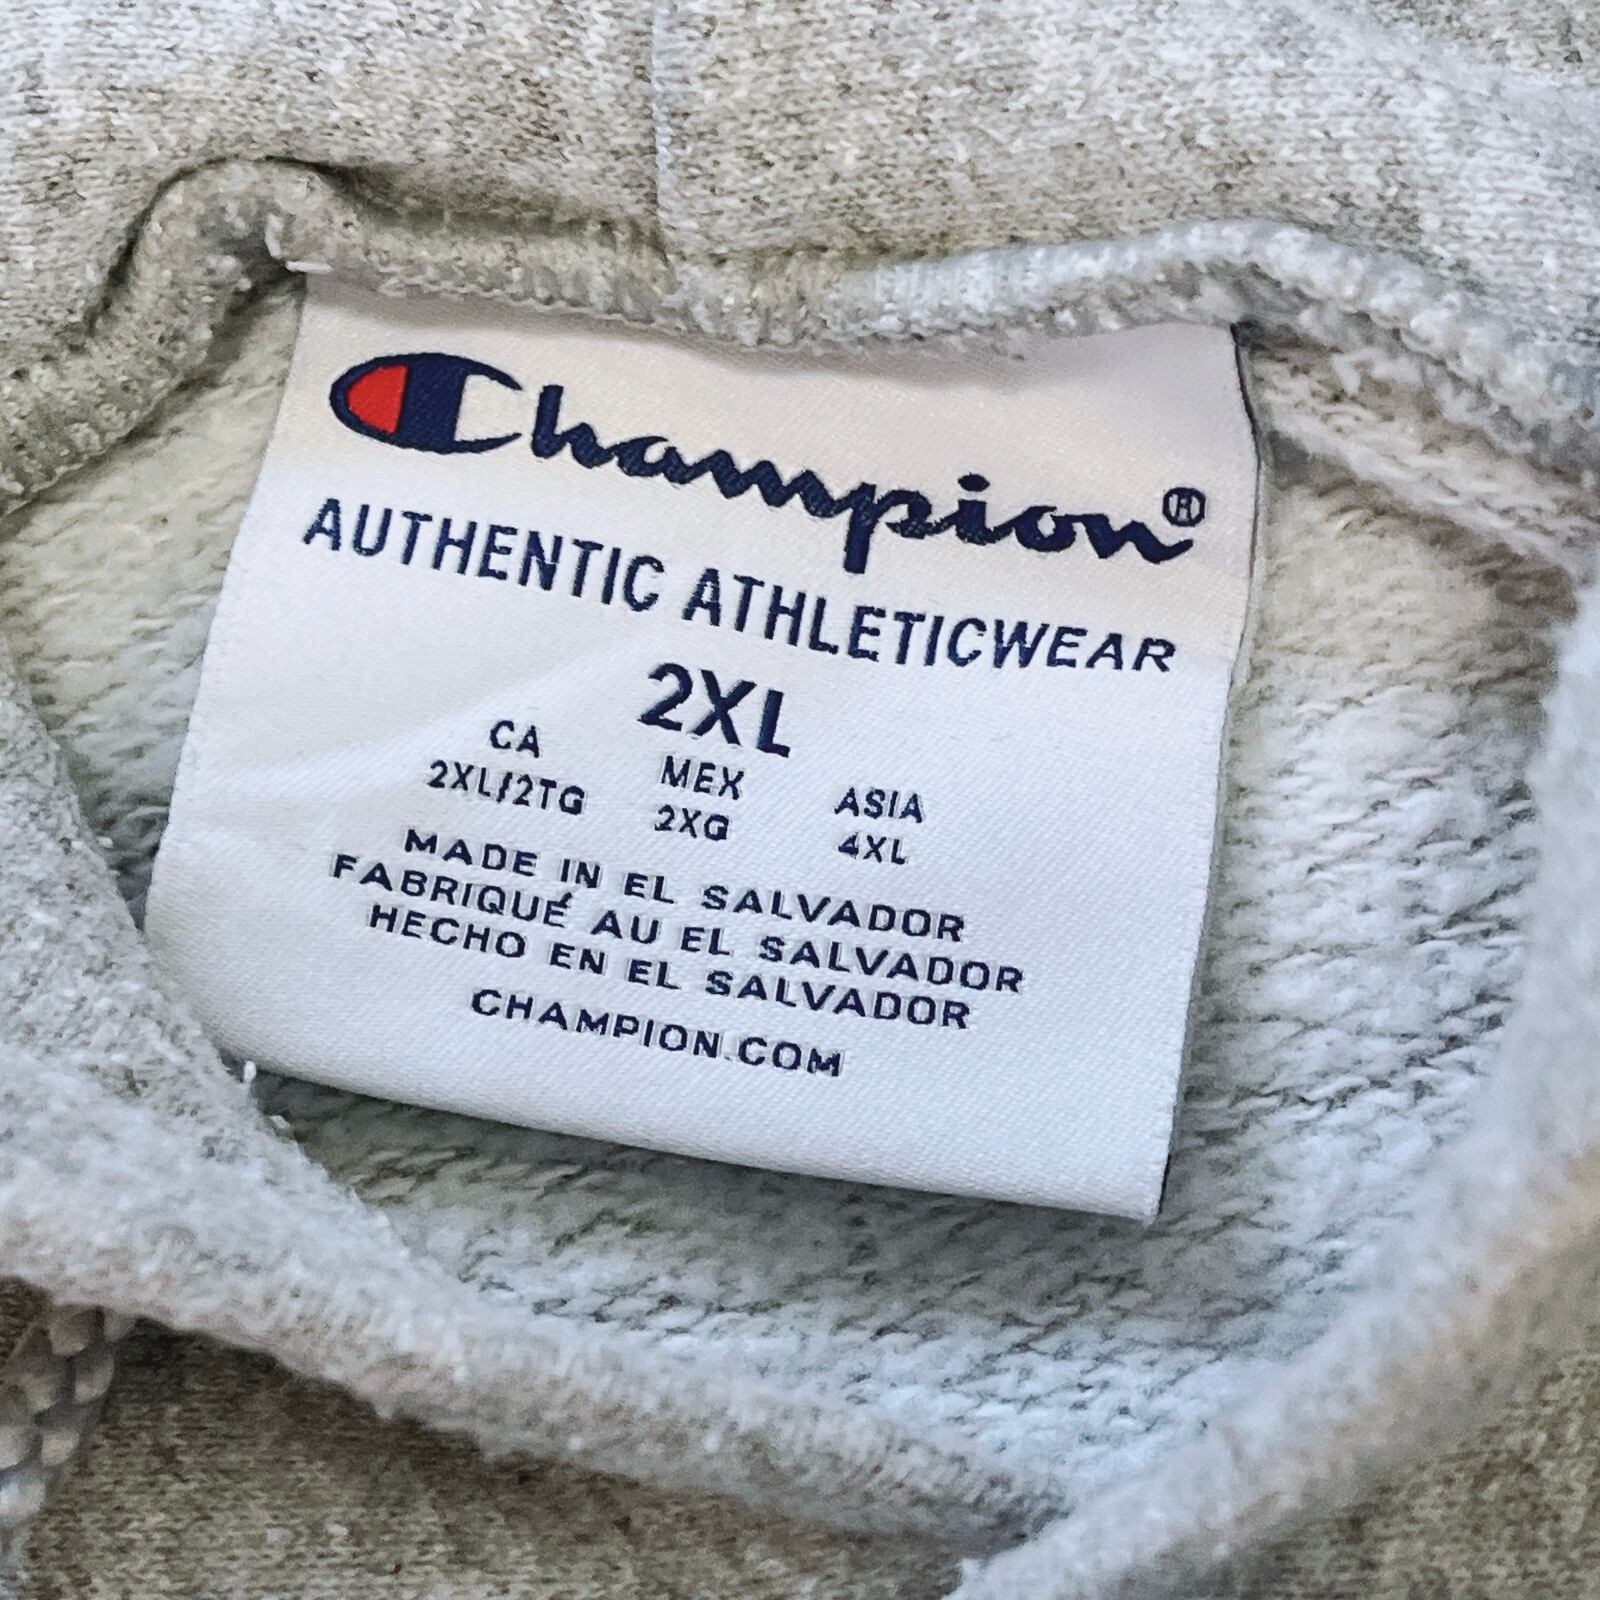 Champion®
AUTHENTIC ATHLETICWEAR
2XL
CA MEX ASIA
2XL/2TG 2XG 4XL
MADE IN EL SALVADOR
FABRIQUÉ AU EL SALVADOR
HECHO EN EL SALVADOR
CHAMPION.COM